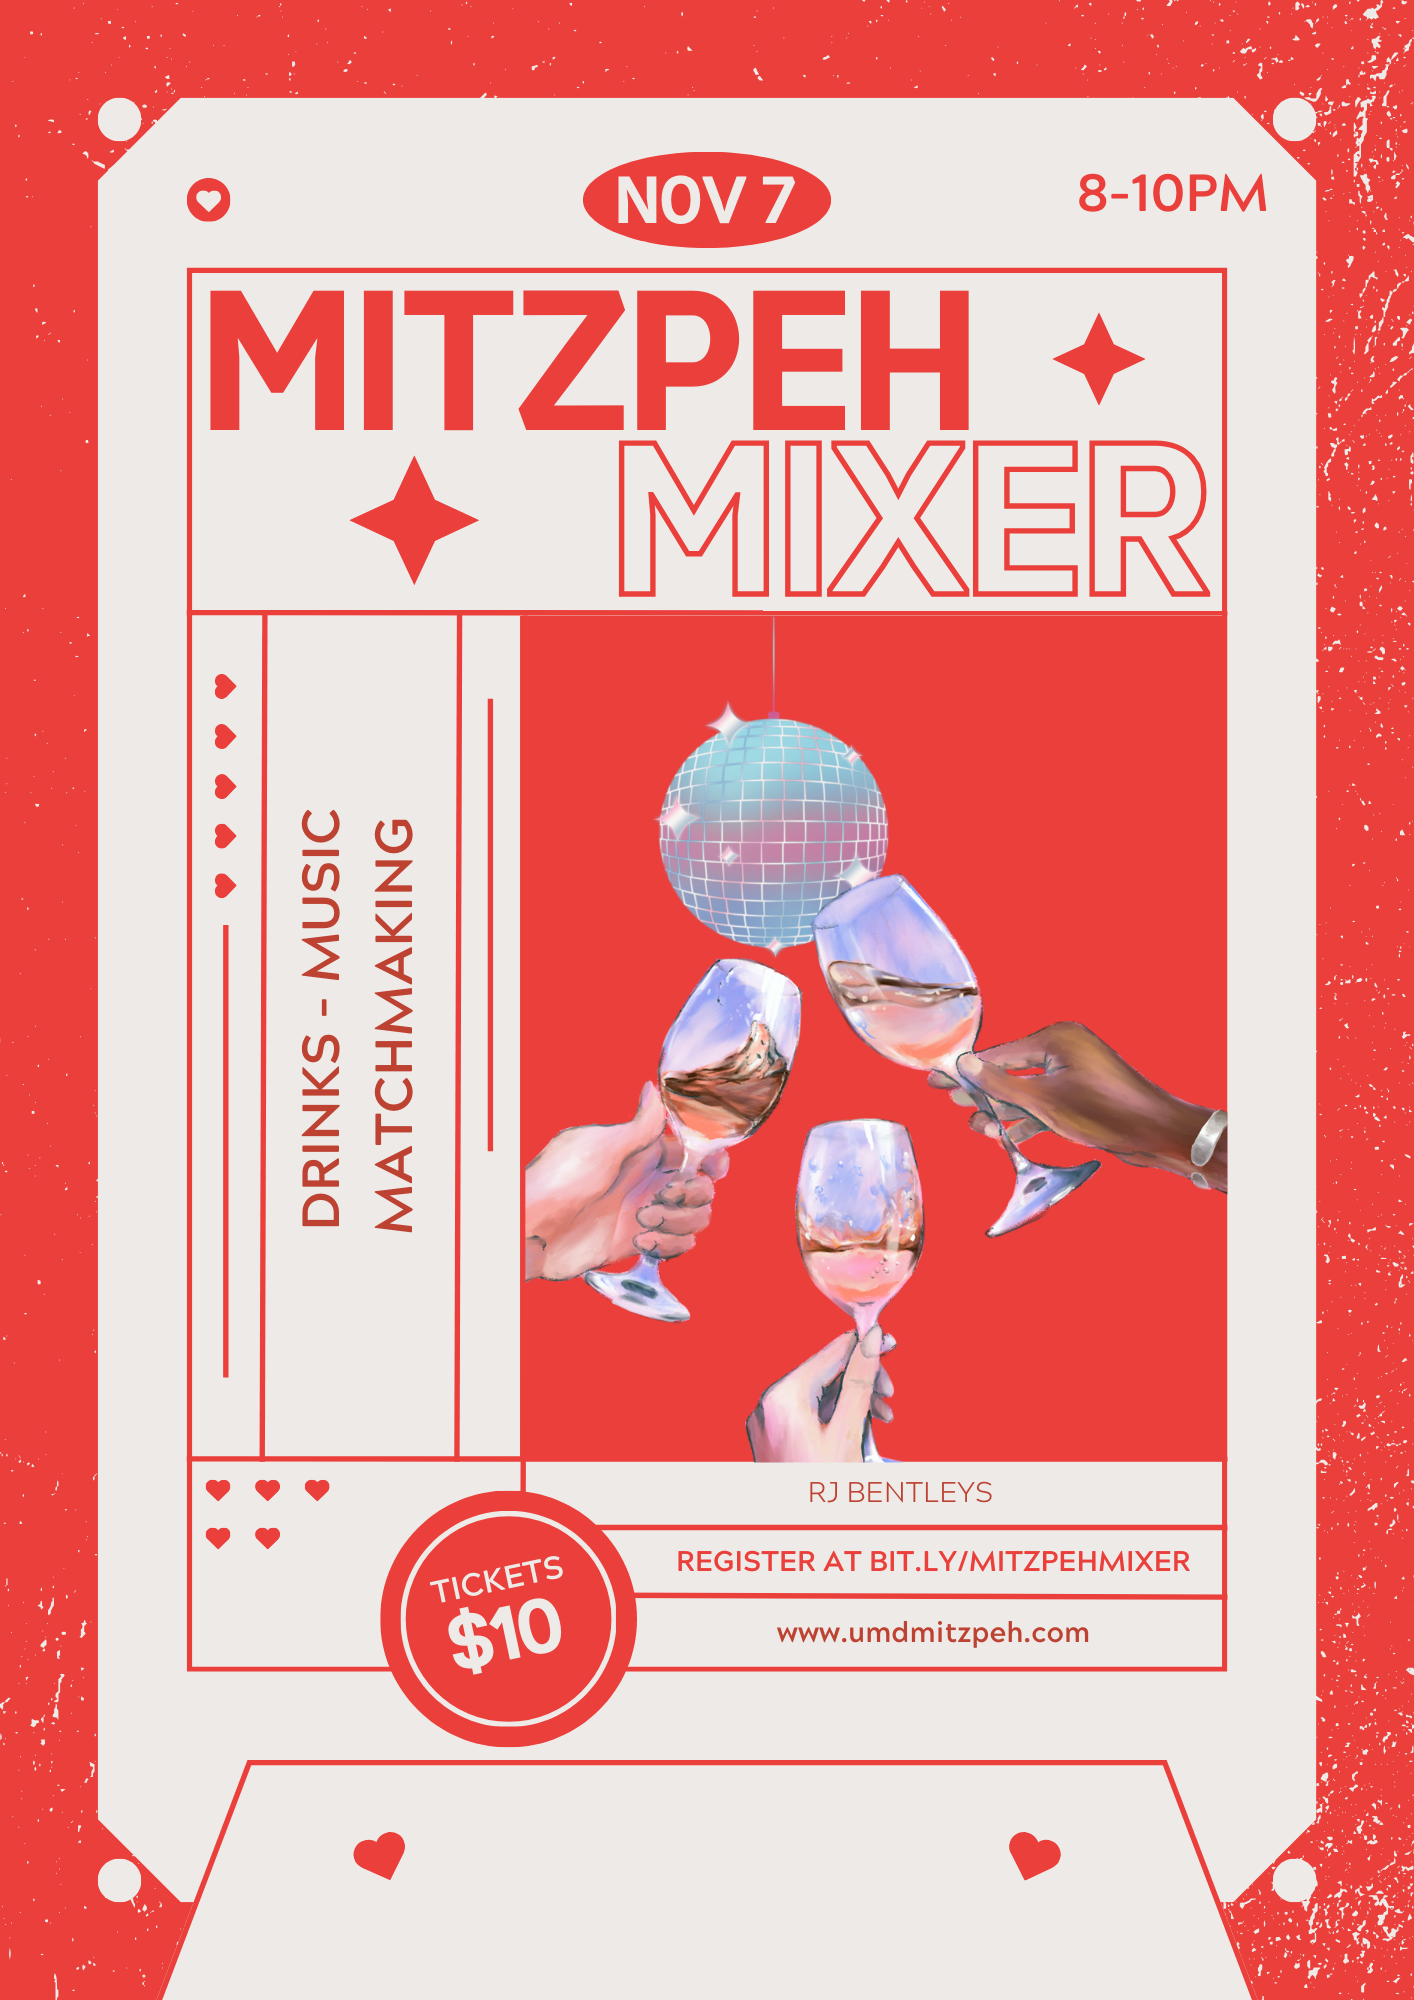 NOV 7
8-10PM
MITZPEH
MIXER
DRINKS - MUSIC
MATCHMAKING
RJ BENTLEYS
REGISTER AT BIT.LY/MITZPEHMIXER
www.umdmitzpeh.com
TICKETS
$10